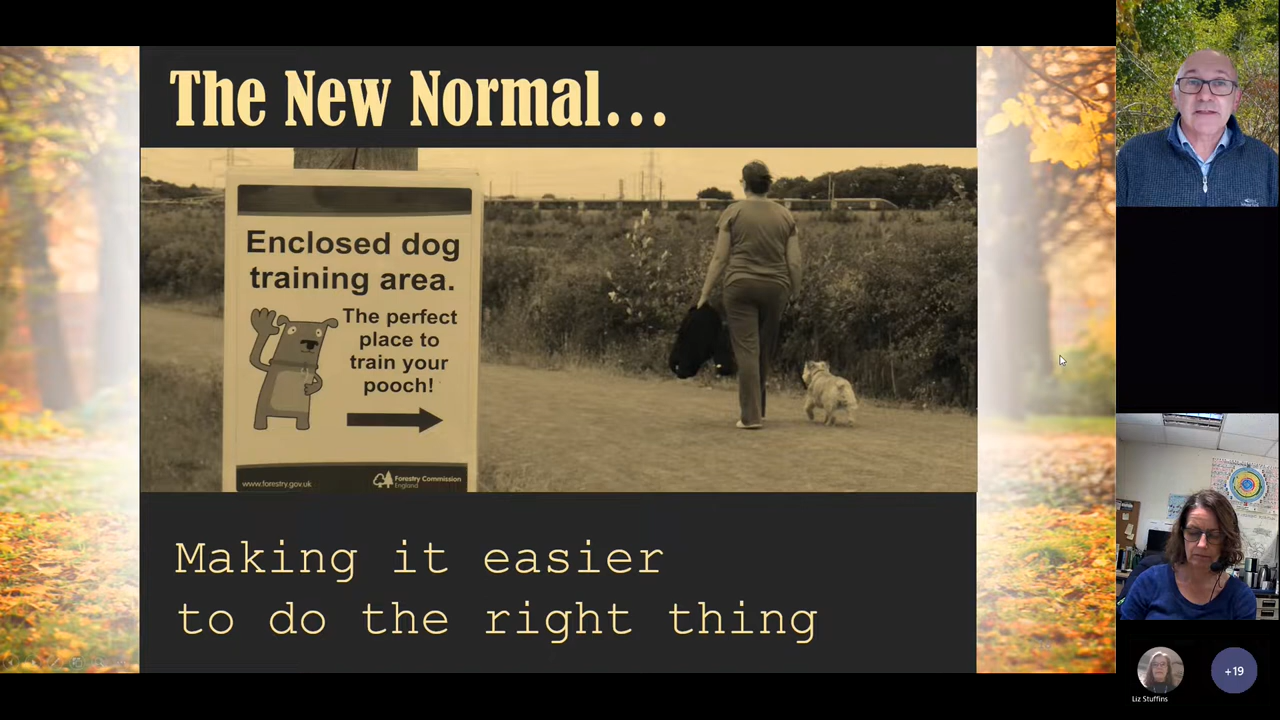 The New Normal...
Enclosed dog
training area.
The perfect
place to
train your
pooch!
www.forestry.gov.uk
Forestry Commission
England
Making it easier
to do the right thing
Liz Stuffins
+19